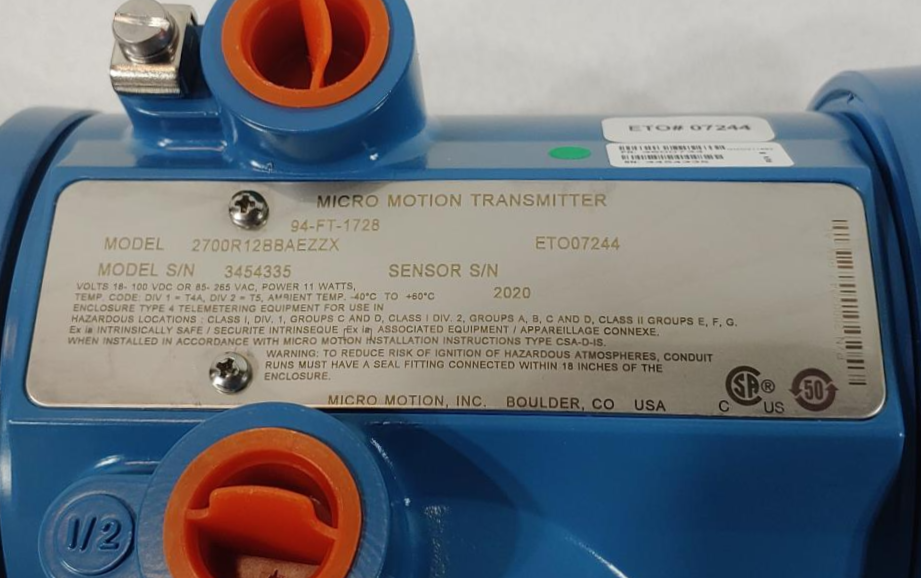 ETO# 07244
MICRO MOTION TRANSMITTER
94-FT-1728
MODEL 2700R12BBAEZZX ETO07244
MODEL S/N 3454335 SENSOR S/N
VOLTS 18- 100 VDC OR 85- 265 VAC, POWER 11 WATTS,
TEMP. CODE: DIV 1 = T4A, DIV 2 = T5, AMBIENT TEMP. -40°C TO +60°C 2020
ENCLOSURE TYPE 4 TELEMETERING EQUIPMENT FOR USE IN
HAZARDOUS LOCATIONS : CLASS I, DIV. 1, GROUPS C AND D, CLASS I DIV. 2, GROUPS A, B, C AND D, CLASS II GROUPS E, F, G.
Ex ia INTRINSICALLY SAFE / SECURITE INTRINSEQUE [Ex ia] ASSOCIATED EQUIPMENT / APPAREILLAGE CONNEXE.
WHEN INSTALLED IN ACCORDANCE WITH MICRO MOTION INSTALLATION INSTRUCTIONS TYPE CSA-D-IS.
WARNING: TO REDUCE RISK OF IGNITION OF HAZARDOUS ATMOSPHERES, CONDUIT
RUNS MUST HAVE A SEAL FITTING CONNECTED WITHIN 18 INCHES OF THE
ENCLOSURE.
MICRO MOTION, INC. BOULDER, CO USA
C SA ® US 50
1/2